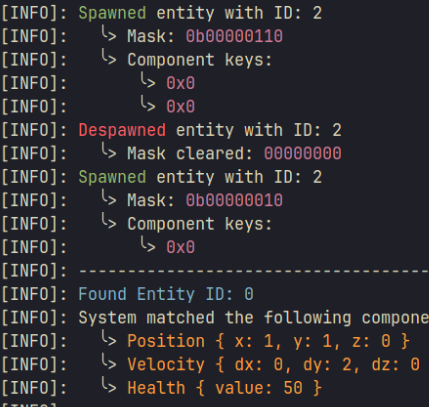 [INFO]: Spawned entity with ID: 2
[INFO]: ╰> Mask: 0b00000110
[INFO]: ╰> Component keys:
[INFO]: ╰> 0x0
[INFO]: ╰> 0x0
[INFO]: Despawned entity with ID: 2
[INFO]: ╰> Mask cleared: 00000000
[INFO]: Spawned entity with ID: 2
[INFO]: ╰> Mask: 0b00000010
[INFO]: ╰> Component keys:
[INFO]: ╰> 0x0
[INFO]: ------------------------------------
[INFO]: Found Entity ID: 0
[INFO]: System matched the following compone
[INFO]: ╰> Position { x: 1, y: 1, z: 0 }
[INFO]: ╰> Velocity { dx: 0, dy: 2, dz: 0
[INFO]: ╰> Health { value: 50 }
[INFO]: